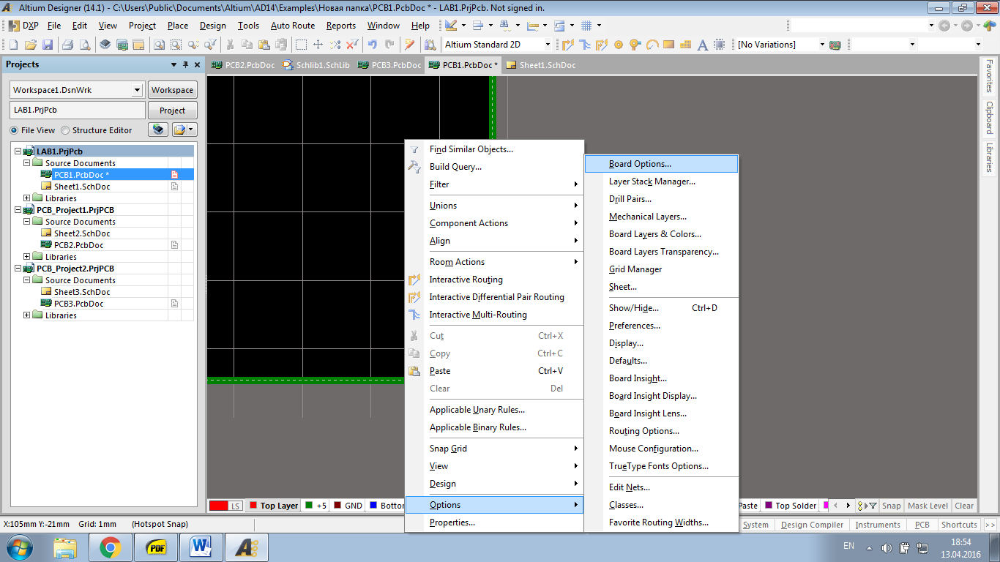 Altium Designer (14.1) - C:\Users\Public\Documents\Altium\AD14\Examples\Новая папка\PCB1.PcbDoc * - LAB1.PrjPcb. Not signed in.
DXP File Edit View Project Place Design Tools Auto Route Reports Window Help
Altium Standard 2D [No Variations]
Projects
PCB2.PcbDoc Schlib1.SchLib PCB3.PcbDoc PCB1.PcbDoc * Sheet1.SchDoc
Workspace1.DsnWrk Workspace
LAB1.PrjPcb Project
File View Structure Editor
LAB1.PrjPcb
Source Documents
PCB1.PcbDoc *
Sheet1.SchDoc
Libraries
PCB_Project1.PrjPCB
Source Documents
Sheet2.SchDoc
PCB2.PcbDoc
Libraries
PCB_Project2.PrjPCB
Source Documents
Sheet3.SchDoc
PCB3.PcbDoc
Libraries
Find Similar Objects...
Build Query...
Filter
Unions
Component Actions
Align
Room Actions
Interactive Routing
Interactive Differential Pair Routing
Interactive Multi-Routing
Cut Ctrl+X
Copy Ctrl+C
Paste Ctrl+V
Clear Del
Applicable Unary Rules...
Applicable Binary Rules...
Snap Grid
View
Design
Options
Properties...
Board Options...
Layer Stack Manager...
Drill Pairs...
Mechanical Layers...
Board Layers & Colors...
Board Layers Transparency...
Grid Manager
Sheet...
Show/Hide... Ctrl+D
Preferences...
Display...
Defaults...
Board Insight...
Board Insight Display...
Board Insight Lens...
Routing Options...
Mouse Configuration...
TrueType Fonts Options...
Edit Nets...
Classes...
Favorite Routing Widths...
Favorites
Clipboard
Libraries
LS Top Layer +5 GND Bottom Paste Top Solder Snap Mask Level Clear
X:105mm Y:-21mm Grid: 1mm (Hotspot Snap) System Design Compiler Instruments PCB Shortcuts >>
PDF W EN 18:54
13.04.2016